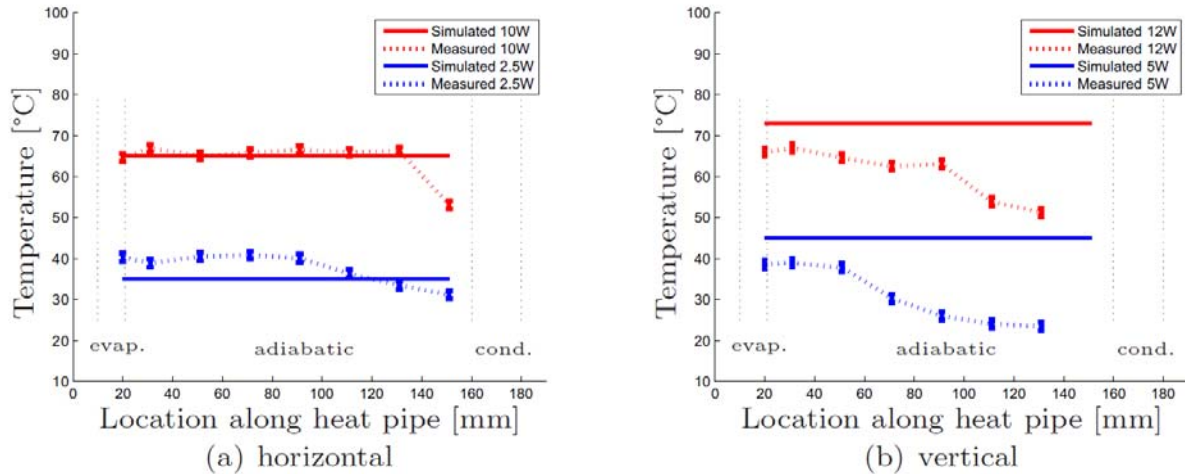 100
90
80
70
60
50
40
30
20
10
Temperature [°C]
Simulated 10W
Measured 10W
Simulated 2.5W
Measured 2.5W
evap.
adiabatic
cond.
0 20 40 60 80 100 120 140 160 180
Location along heat pipe [mm]
(a) horizontal
100
90
80
70
60
50
40
30
20
10
Temperature [°C]
Simulated 12W
Measured 12W
Simulated 5W
Measured 5W
evap.
adiabatic
cond.
0 20 40 60 80 100 120 140 160 180
Location along heat pipe [mm]
(b) vertical